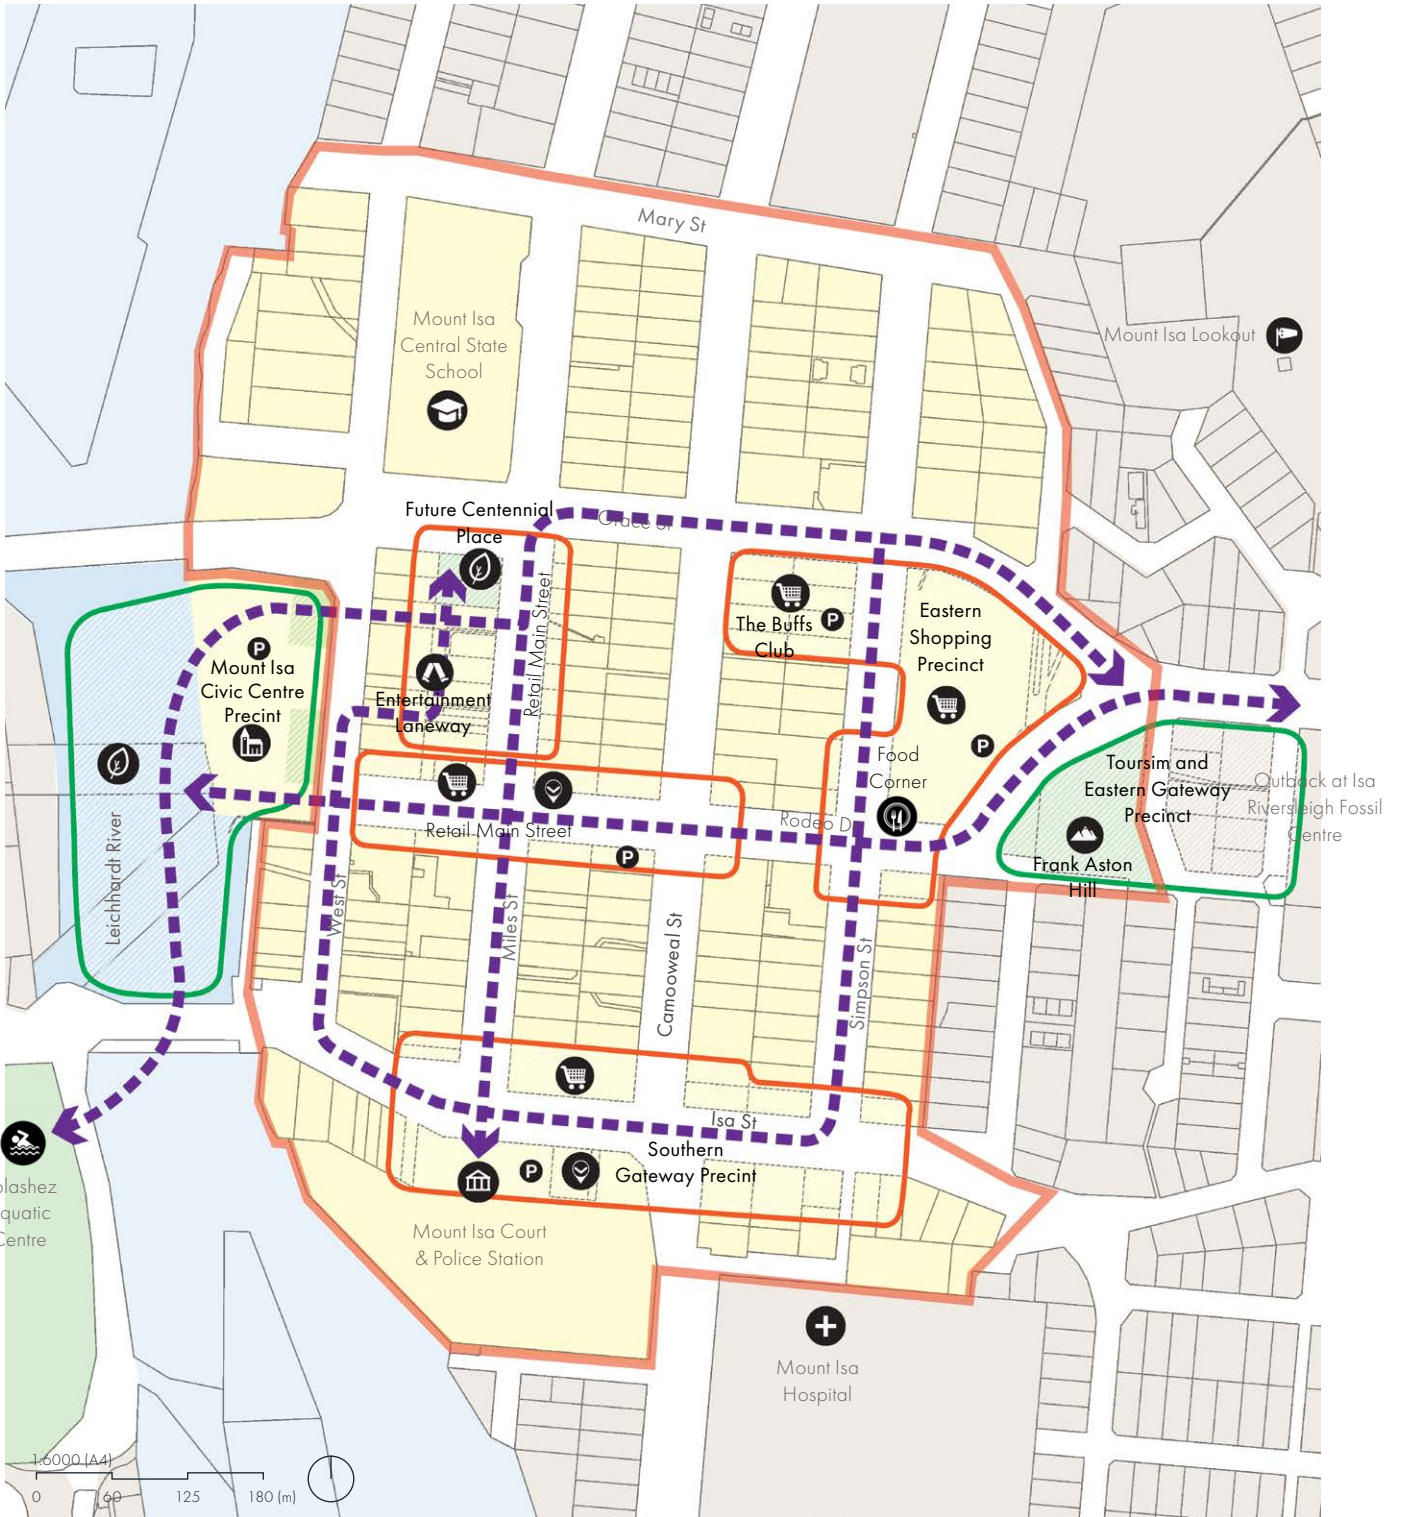 Mary St
Mount Isa
Central State
School
Mount Isa Lookout
Future Centennial
Place
Grace St
Retail Main Street
The Buffs
Club
P
Eastern
Shopping
Precinct
P
P
Mount Isa
Civic Centre
Precint
Entertainment
Laneway
Food
Corner
Toursim and
Eastern Gateway
Precinct
Outback at Isa
Riversleigh Fossil
Centre
Frank Aston
Hill
Retail Main Street
Rodeo D
P
Leichhardt River
West St
Miles St
Camooweal St
Simpson St
Isa St
Southern
Gateway Precint
P
Mount Isa Court
& Police Station
plashez
quatic
Centre
Mount Isa
Hospital
1:6000 (A4)
0 60 125 180 (m)